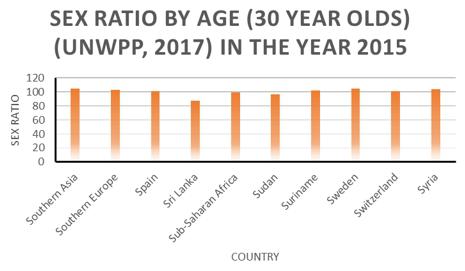 SEX RATIO BY AGE (30 YEAR OLDS)
(UNWPP, 2017) IN THE YEAR 2015
SEX RATIO
120
100
80
60
40
20
0
Southern Asia
Southern Europe
Spain
Sri Lanka
Sub-Saharan Africa
Sudan
Suriname
Sweden
Switzerland
Syria
COUNTRY